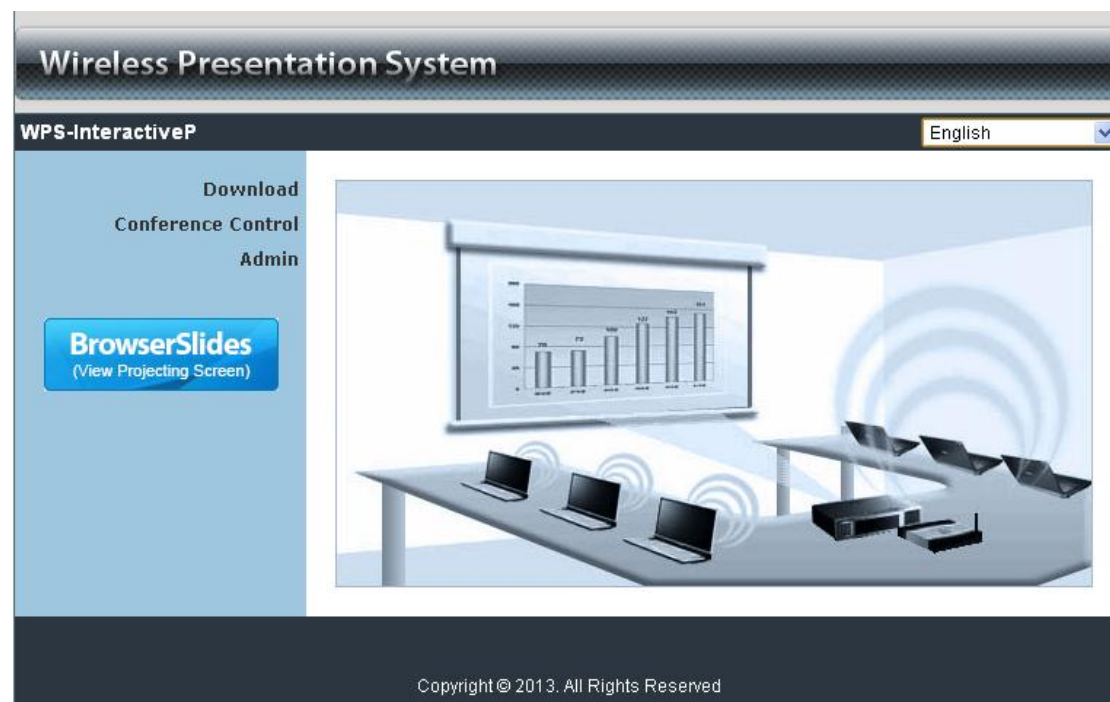 Wireless Presentation System
WPS-InteractiveP
English
Download
Conference Control
Admin
BrowserSlides
(View Projecting Screen)
Copyright © 2013. All Rights Reserved